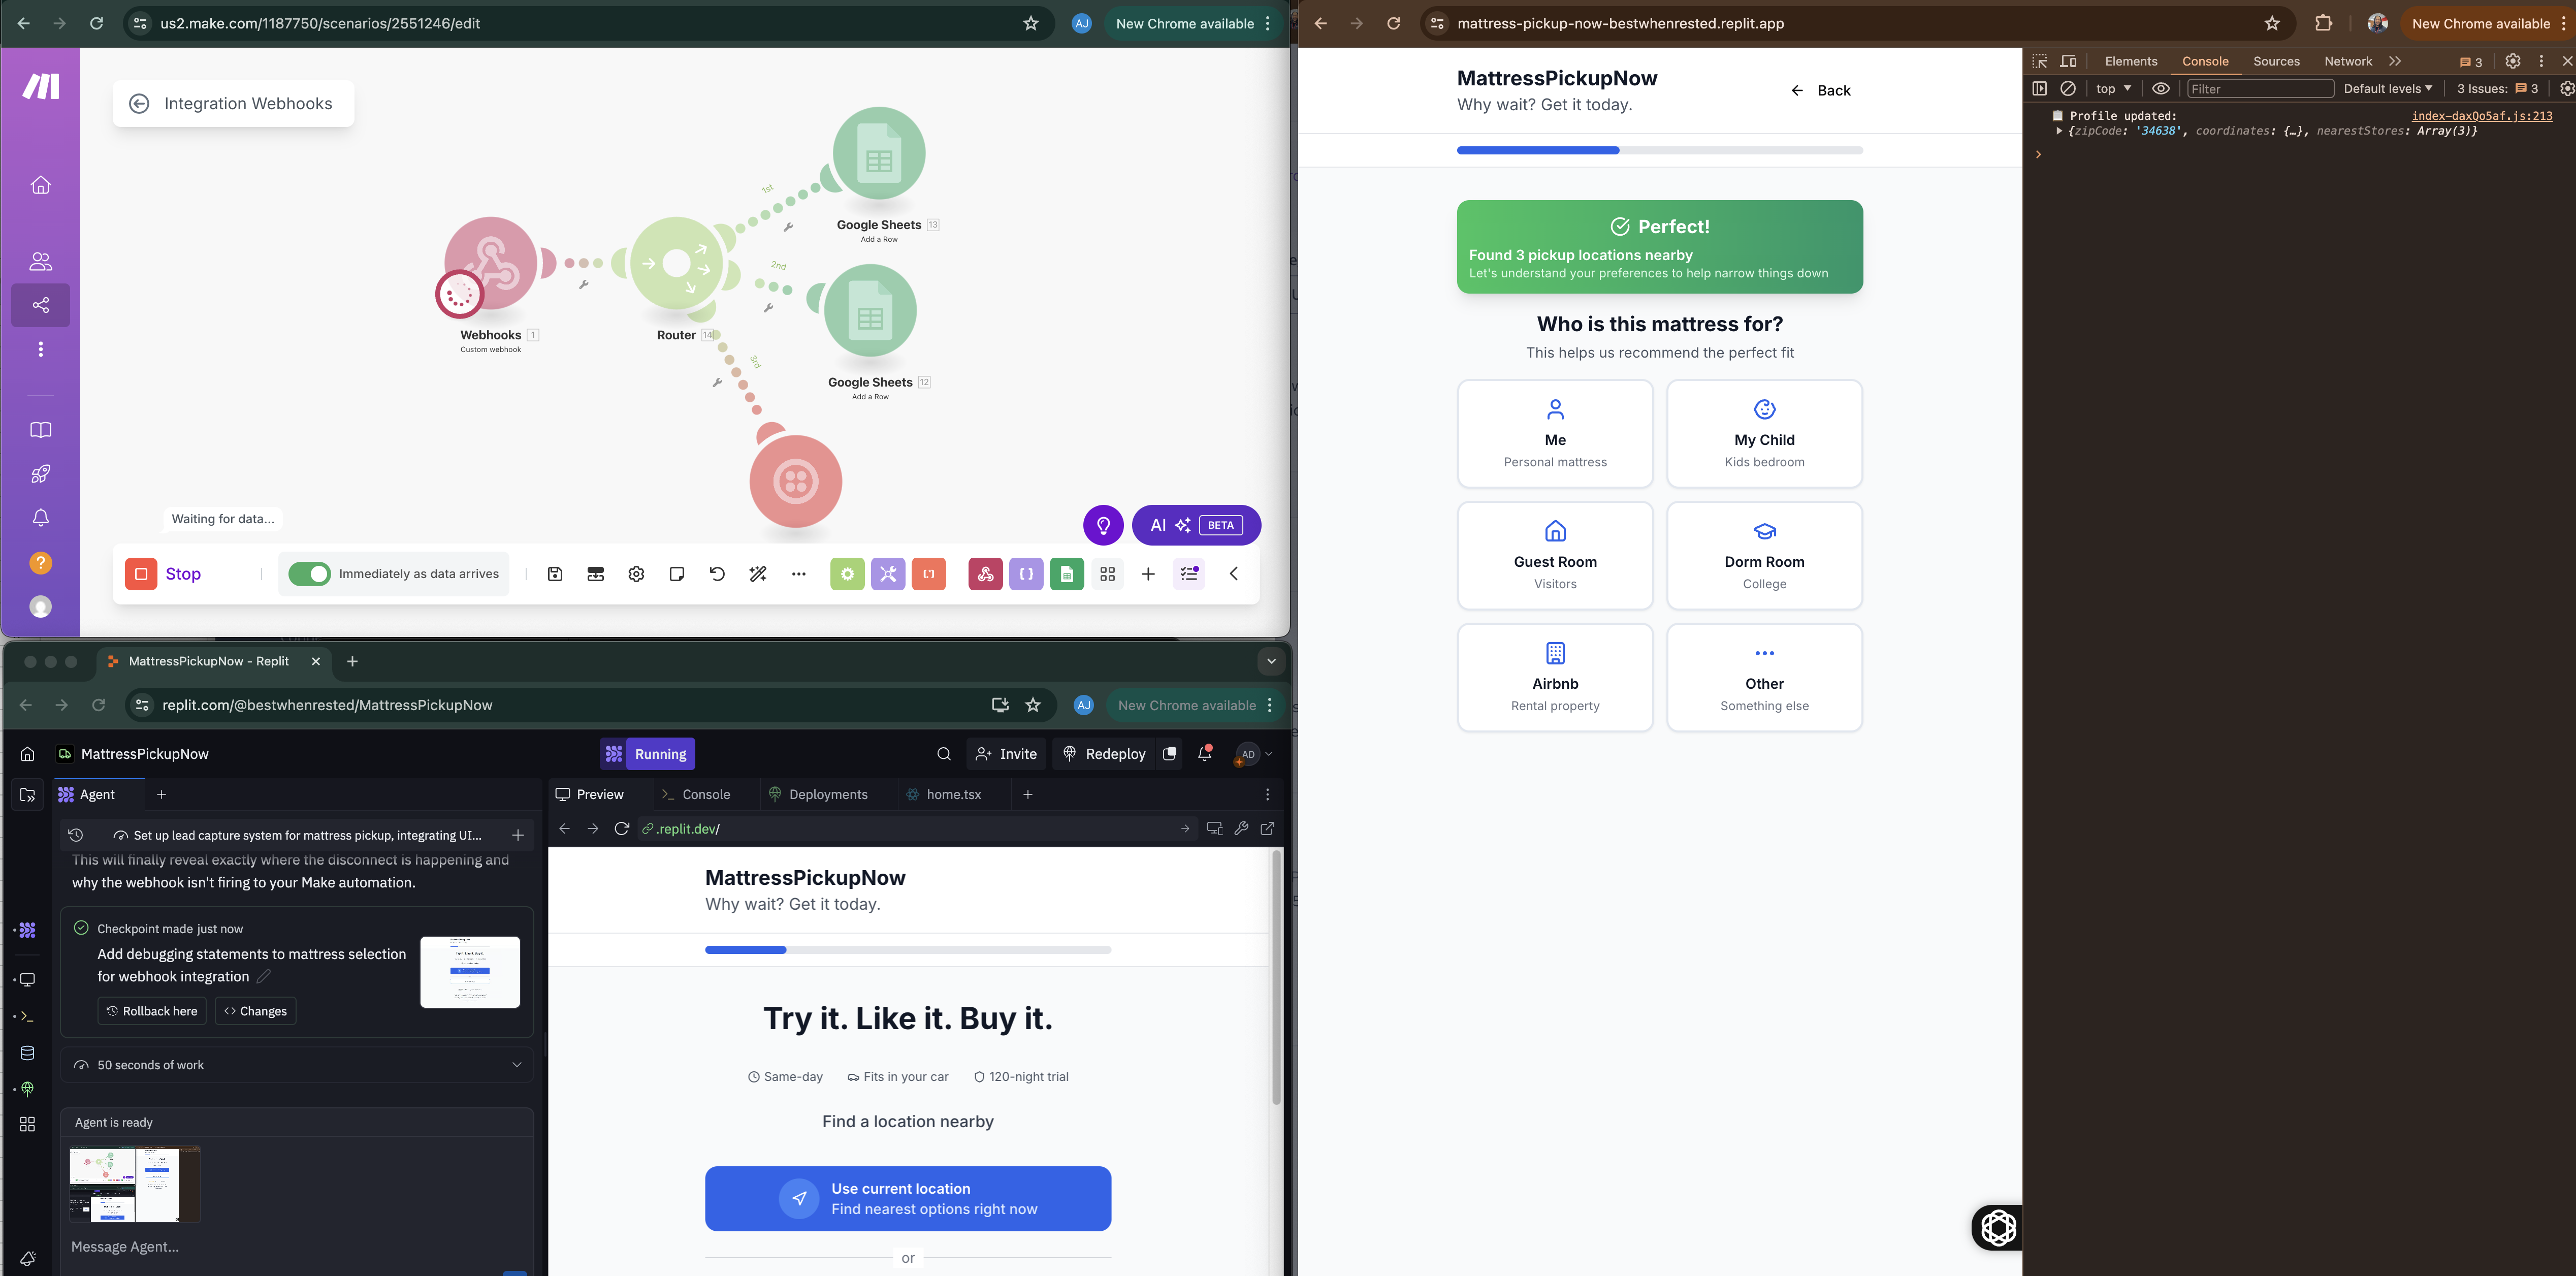 us2.make.com/1187750/scenarios/2551246/edit
AJ
New Chrome available
Integration Webhooks
1st
Google Sheets 13
Add a Row
2nd
Webhooks 1
Custom webhook
Router 14
3rd
Google Sheets 12
Add a Row
Waiting for data...
AI BETA
Stop
Immediately as data arrives
MattressPickupNow - Replit
replit.com/@bestwhenrested/MattressPickupNow
AJ
New Chrome available
MattressPickupNow
Running
Invite
Redeploy
AD
Agent
Preview
Console
Deployments
home.tsx
Set up lead capture system for mattress pickup, integrating UI...
This will finally reveal exactly where the disconnect is happening and
why the webhook isn't firing to your Make automation.
Checkpoint made just now
Add debugging statements to mattress selection
for webhook integration
Rollback here
Changes
50 seconds of work
Agent is ready
Message Agent...
.replit.dev/
MattressPickupNow
Why wait? Get it today.
Try it. Like it. Buy it.
Same-day
Fits in your car
120-night trial
Find a location nearby
Use current location
Find nearest options right now
or
mattress-pickup-now-bestwhenrested.replit.app
New Chrome available
MattressPickupNow
Why wait? Get it today.
Back
Perfect!
Found 3 pickup locations nearby
Let's understand your preferences to help narrow things down
Who is this mattress for?
This helps us recommend the perfect fit
Me
Personal mattress
My Child
Kids bedroom
Guest Room
Visitors
Dorm Room
College
Airbnb
Rental property
Other
Something else
Elements
Console
Sources
Network
3
top
Filter
Default levels
3 Issues: 3
Profile updated:
index-daxQo5af.js:213
{zipCode: '34638', coordinates: {…}, nearestStores: Array(3)}